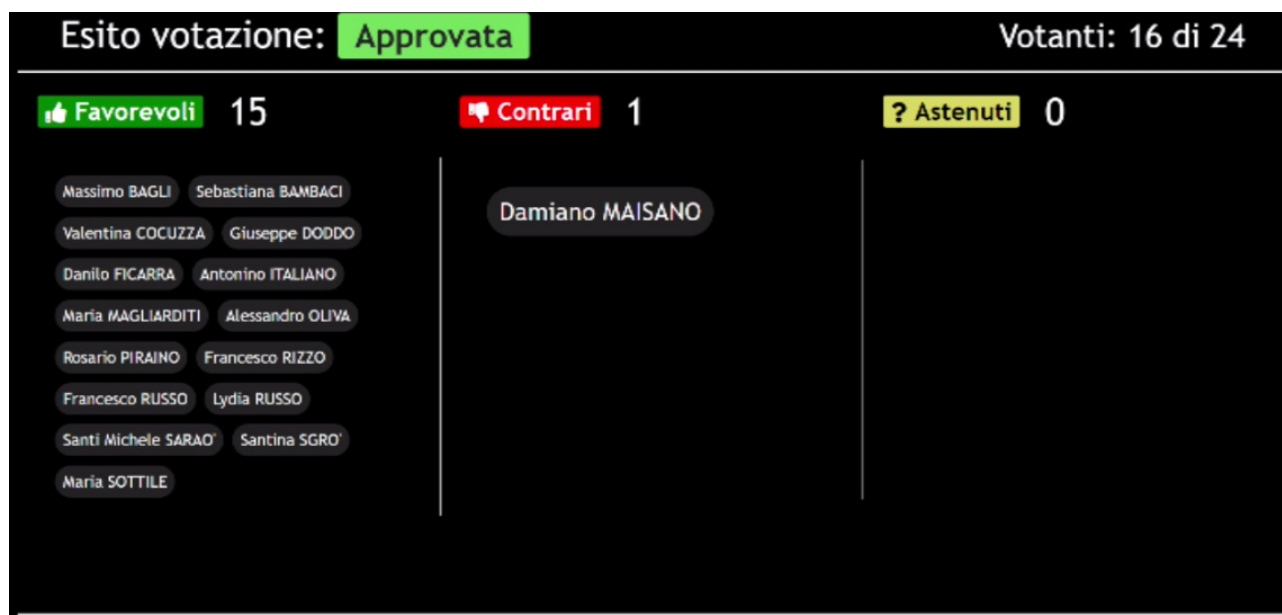 Esito votazione: Approvata
Votanti: 16 di 24
Favorevoli 15
Massimo BAGLI Sebastiana BAMBACI
Valentina COCUZZA Giuseppe DODDO
Danilo FICARRA Antonino ITALIANO
Maria MAGLIARDITI Alessandro OLIVA
Rosario PIRAINO Francesco RIZZO
Francesco RUSSO Lydia RUSSO
Santi Michele SARAO' Santina SGRO'
Maria SOTTILE
Contrari 1
Damiano MAISANO
? Astenuti 0